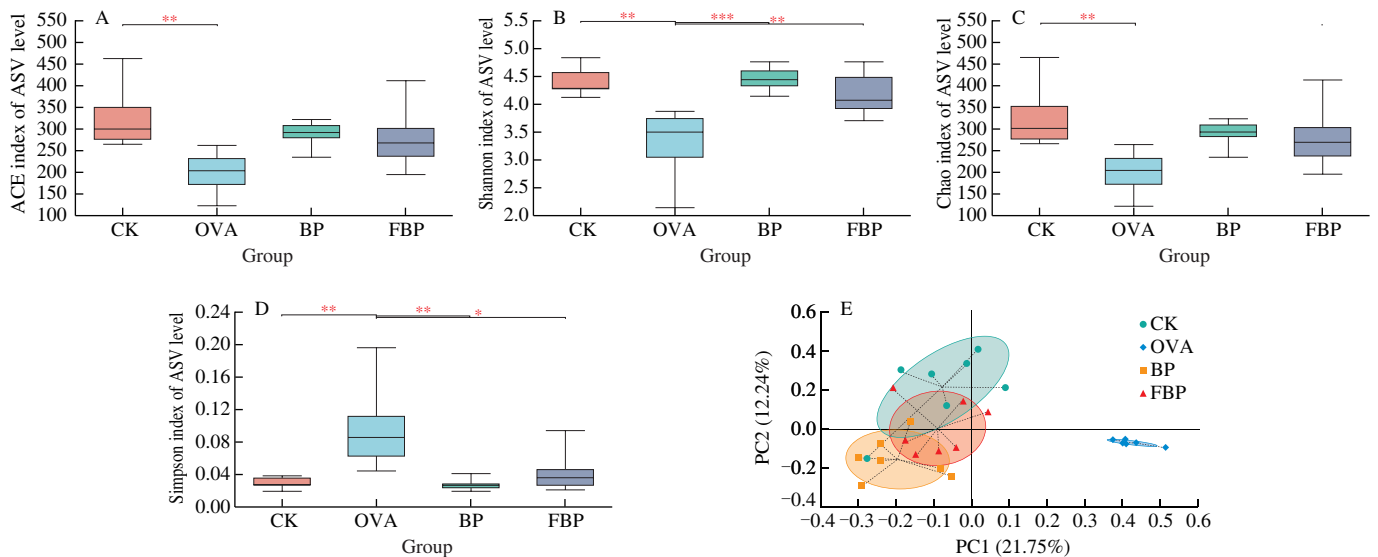 A
**
ACE index of ASV level
550
500
450
400
350
300
250
200
150
100
CK OVA BP FBP
Group
B
** *** **
Shannon index of ASV level
5.5
5.0
4.5
4.0
3.5
3.0
2.5
2.0
CK OVA BP FBP
Group
C
**
Chao index of ASV level
550
500
450
400
350
300
250
200
150
100
CK OVA BP FBP
Group
D
** ** *
Simpson index of ASV level
0.24
0.20
0.16
0.12
0.08
0.04
0.00
CK OVA BP FBP
Group
E
CK
OVA
BP
FBP
PC2 (12.24%)
0.6
0.4
0.2
0.0
−0.2
−0.4
−0.4 −0.3 −0.2 −0.1 0.0 0.1 0.2 0.3 0.4 0.5 0.6
PC1 (21.75%)